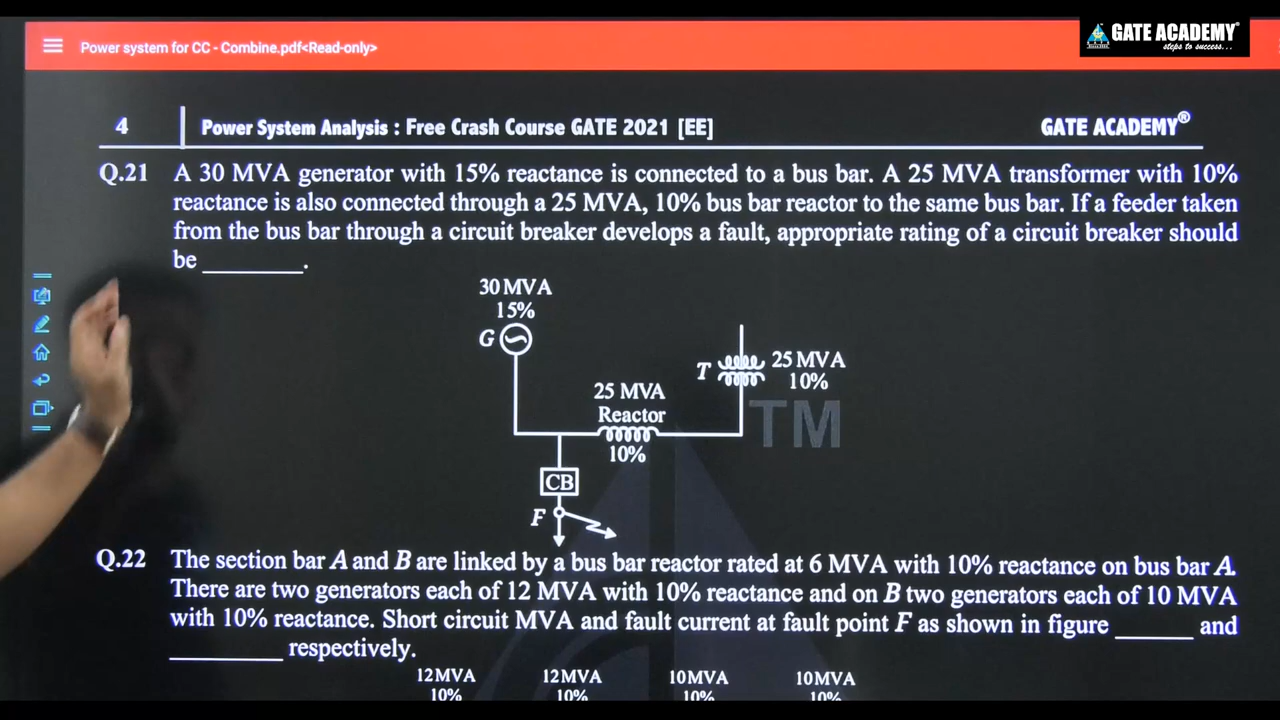 Power system for CC - Combine.pdf<Read-only>
GATE ACADEMY®
steps to success...
4 Power System Analysis : Free Crash Course GATE 2021 [EE] GATE ACADEMY®
Q.21 A 30 MVA generator with 15% reactance is connected to a bus bar. A 25 MVA transformer with 10%
reactance is also connected through a 25 MVA, 10% bus bar reactor to the same bus bar. If a feeder taken
from the bus bar through a circuit breaker develops a fault, appropriate rating of a circuit breaker should
be ________.
30 MVA
15%
G
T
25 MVA
10%
25 MVA
Reactor
10%
TM
CB
F
Q.22 The section bar A and B are linked by a bus bar reactor rated at 6 MVA with 10% reactance on bus bar A.
There are two generators each of 12 MVA with 10% reactance and on B two generators each of 10 MVA
with 10% reactance. Short circuit MVA and fault current at fault point F as shown in figure ______ and
________ respectively.
12MVA 12MVA 10MVA 10MVA
10% 10% 10% 10%